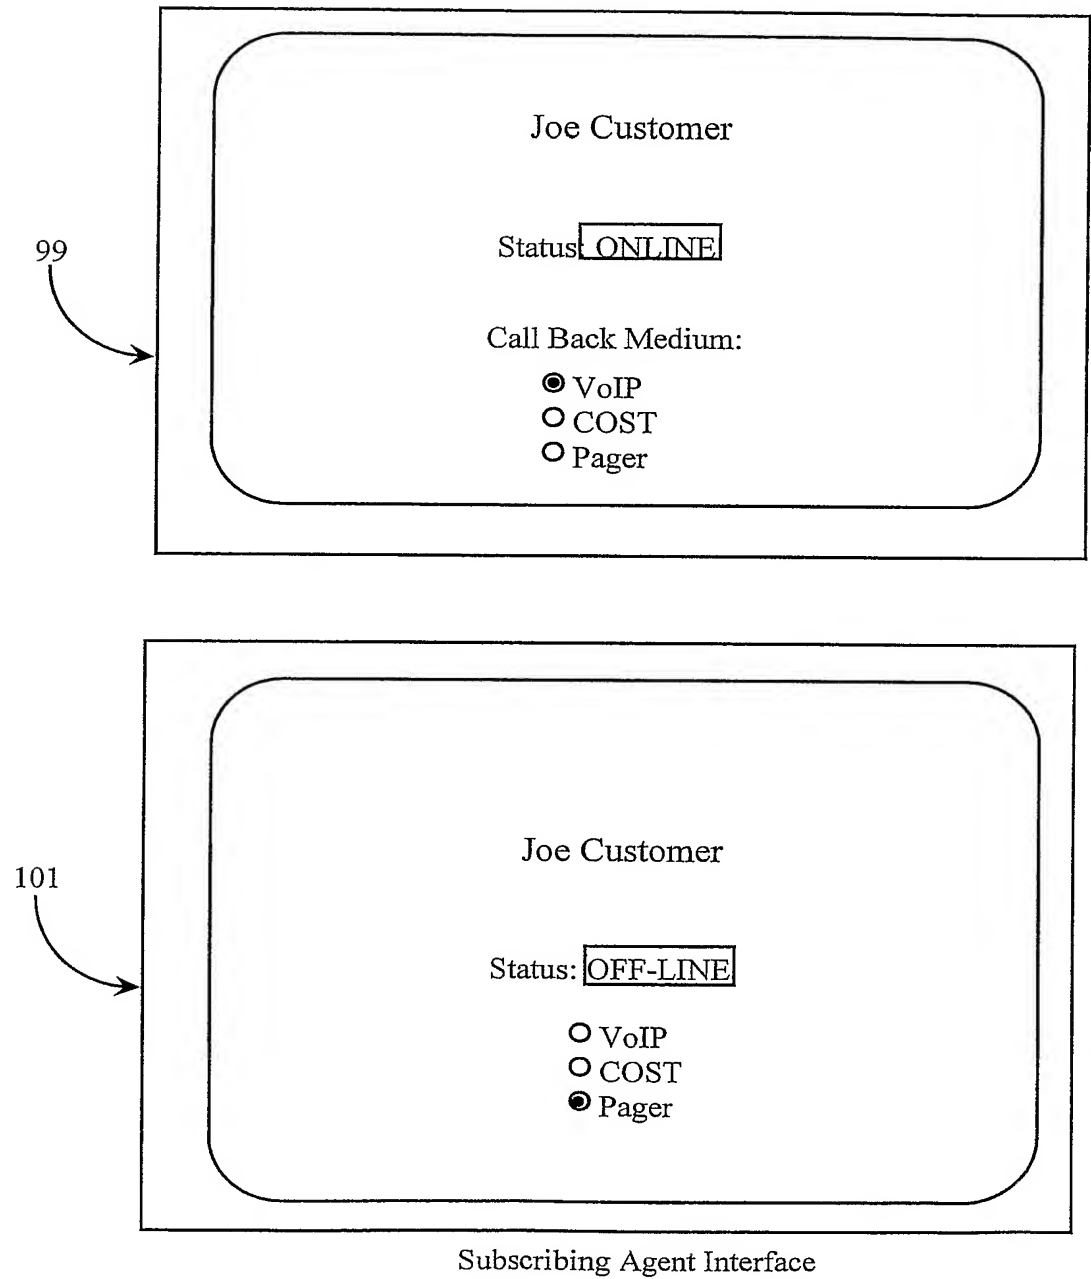 Joe Customer
Status: ONLINE
99
Call Back Medium:
VoIP
COST
Pager
Joe Customer
101
Status: OFF-LINE
VoIP
COST
Pager
Subscribing Agent Interface